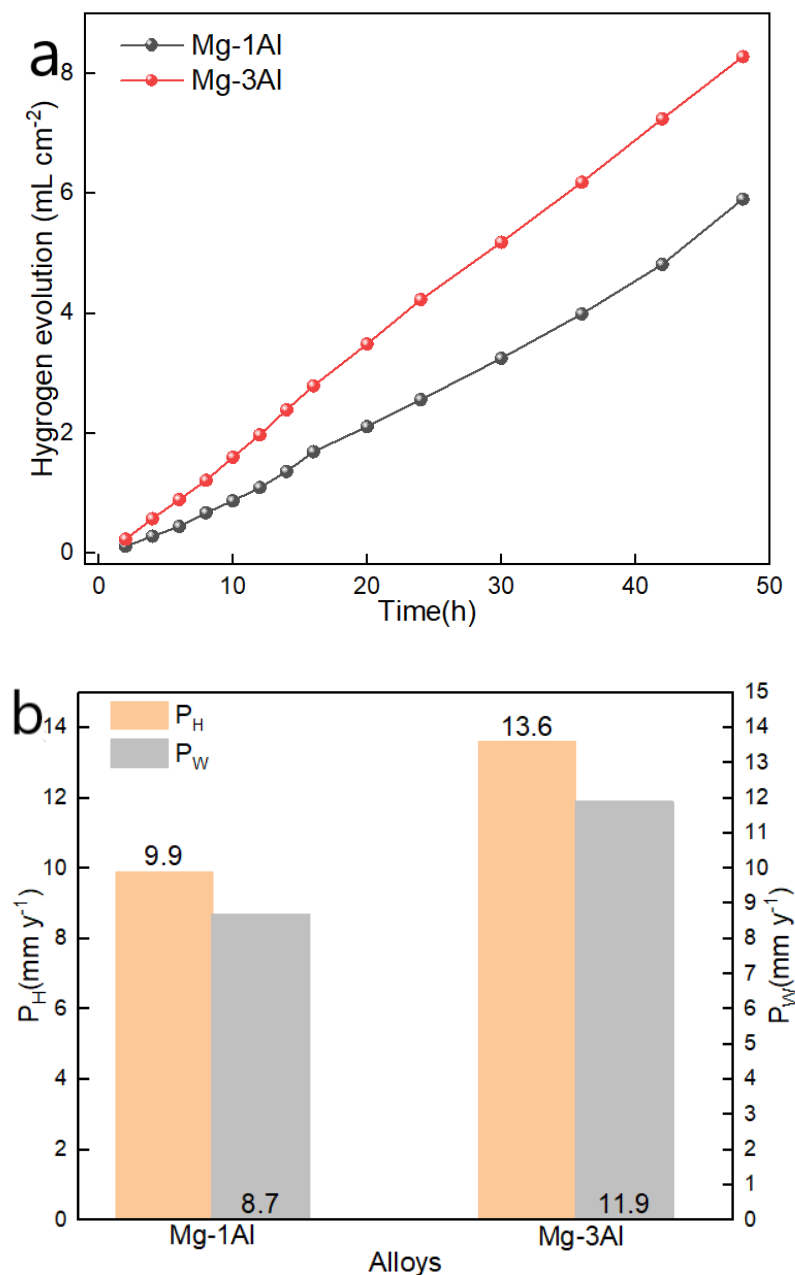 a
Mg-1Al
Mg-3Al
Hygrogen evolution (mL cm-2)
8
6
4
2
0
0 10 20 30 40 50
Time(h)
b
PH
PW
PH(mm y-1)
14
12
10
8
6
4
2
0
9.9
8.7
13.6
11.9
15
14
13
12
11
10
9
8
7
6
5
4
3
2
1
0
PW(mm y-1)
Mg-1Al Mg-3Al
Alloys